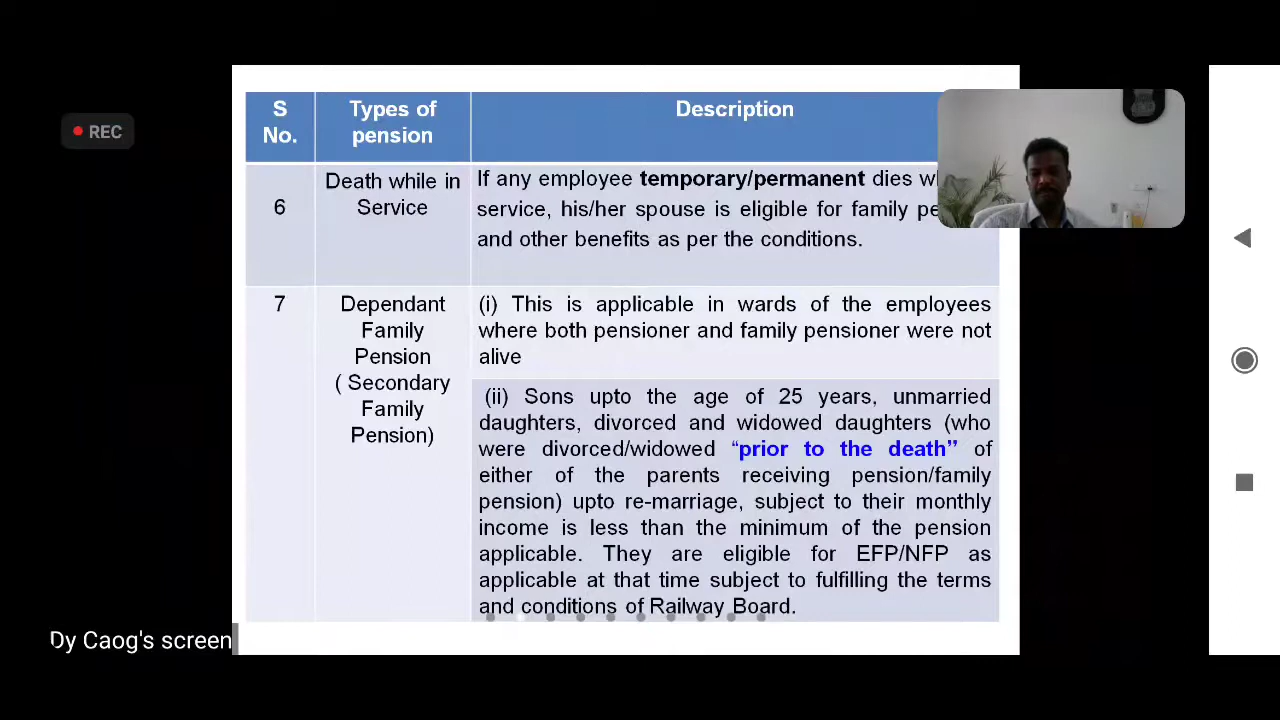 REC
S
No.
Types of
pension
Description
6
Death while in
Service
If any employee temporary/permanent dies
service, his/her spouse is eligible for family
and other benefits as per the conditions.
7
Dependant
Family
Pension
( Secondary
Family
Pension)
(i) This is applicable in wards of the employees
where both pensioner and family pensioner were not
alive
(ii) Sons upto the age of 25 years, unmarried
daughters, divorced and widowed daughters (who
were divorced/widowed “prior to the death” of
either of the parents receiving pension/family
pension) upto re-marriage, subject to their monthly
income is less than the minimum of the pension
applicable. They are eligible for EFP/NFP as
applicable at that time subject to fulfilling the terms
and conditions of Railway Board.
Dy Caog's screen